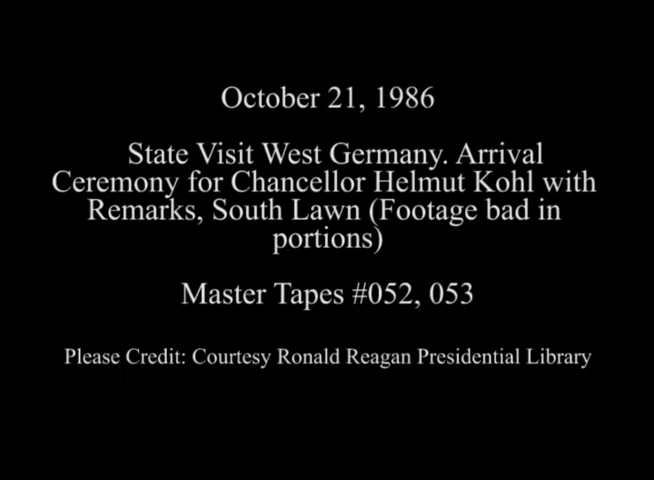 October 21, 1986
State Visit West Germany. Arrival
Ceremony for Chancellor Helmut Kohl with
Remarks, South Lawn (Footage bad in
portions)
Master Tapes #052, 053
Please Credit: Courtesy Ronald Reagan Presidential Library